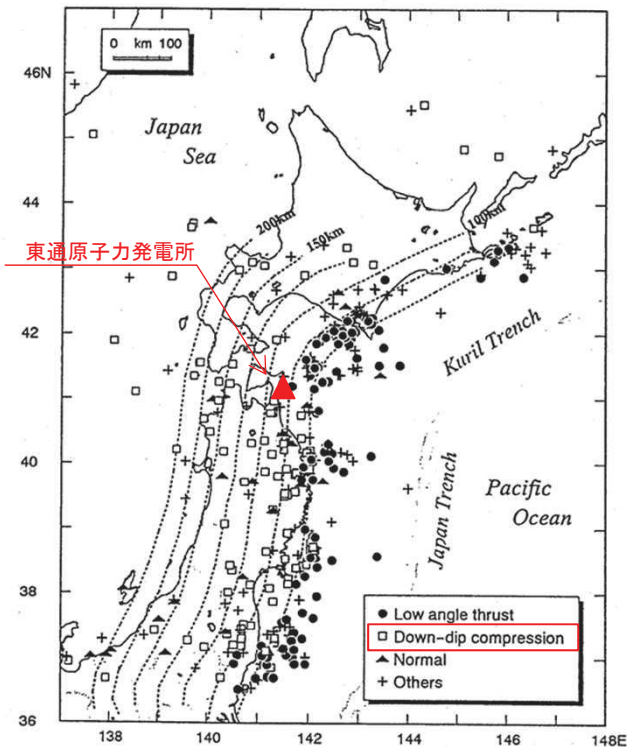 0 km 100
46N
Japan
Sea
44
200km
150km
100km
東通原子力発電所
42
Kuril Trench
40
Japan Trench
Pacific
Ocean
38
Low angle thrust
Down-dip compression
Normal
Others
36
138
140
142
144
146
148E